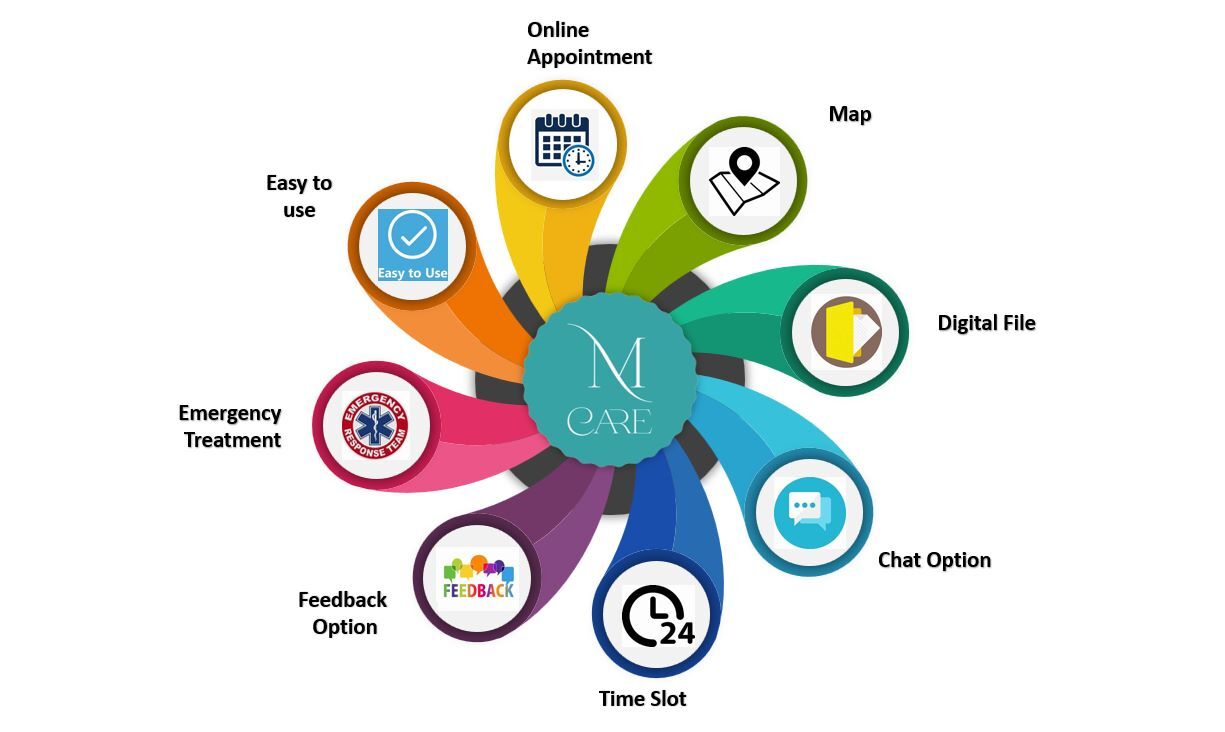 Online
Appointment
Map
Easy to
use
Easy to Use
Digital File
M
CARE
Emergency
Treatment
EMERGENCY
RESPONSE TEAM
Chat Option
FEEDBACK
Feedback
Option
24
Time Slot